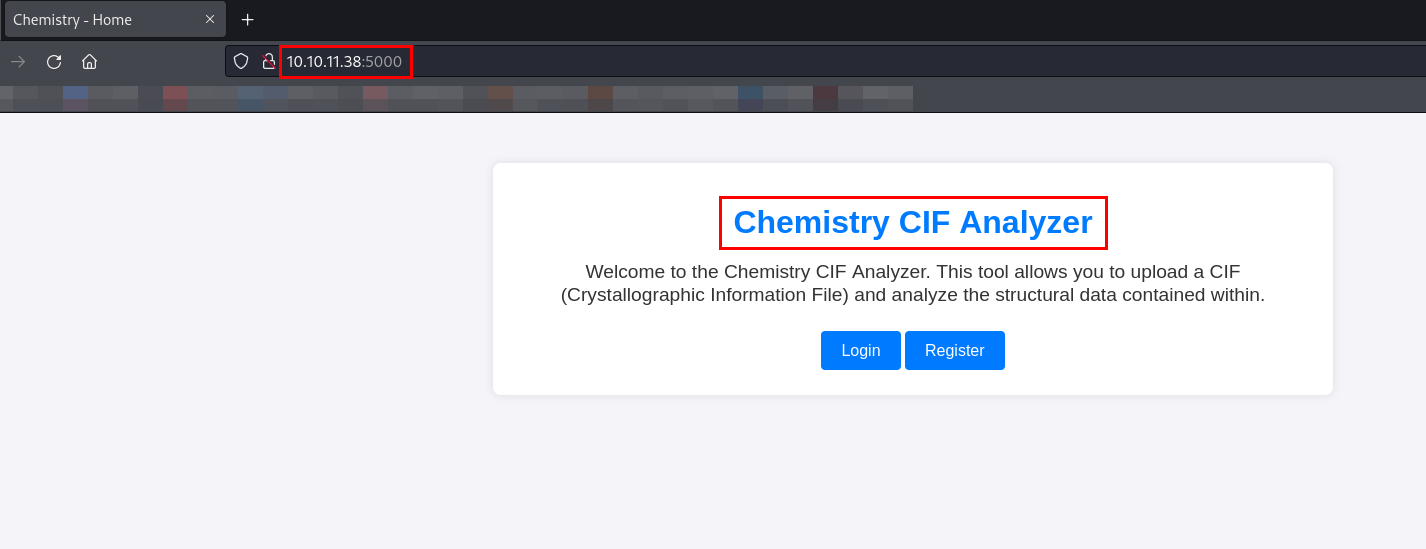 Chemistry - Home
10.10.11.38:5000
Chemistry CIF Analyzer
Welcome to the Chemistry CIF Analyzer. This tool allows you to upload a CIF
(Crystallographic Information File) and analyze the structural data contained within.
Login Register